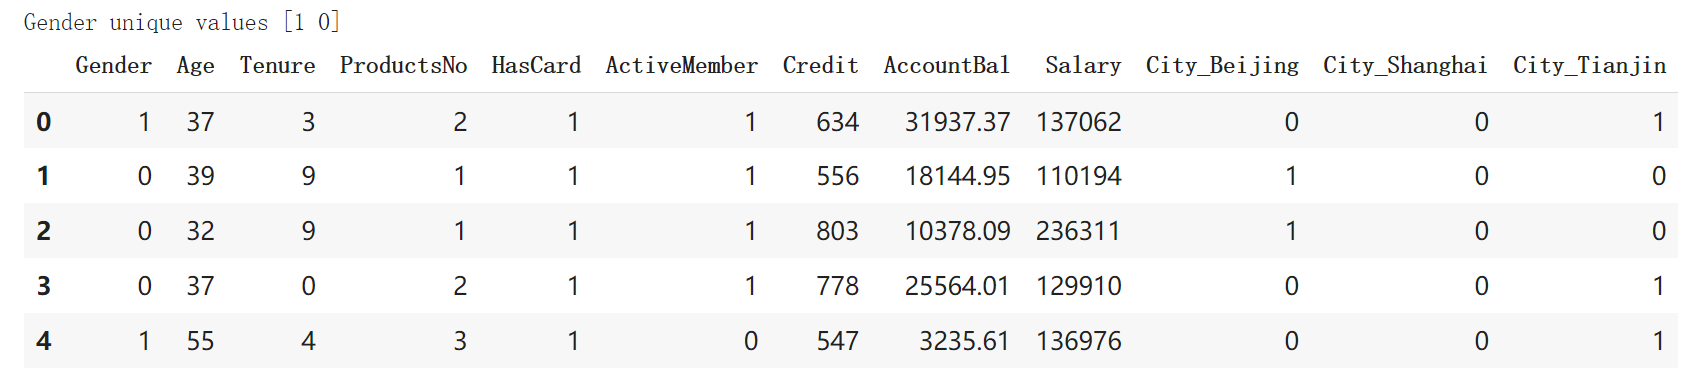 Gender unique values [1 0]
Gender Age Tenure ProductsNo HasCard ActiveMember Credit AccountBal Salary City_Beijing City_Shanghai City_Tianjin
0 1 37 3 2 1 1 634 31937.37 137062 0 0 1
1 0 39 9 1 1 1 556 18144.95 110194 1 0 0
2 0 32 9 1 1 1 803 10378.09 236311 1 0 0
3 0 37 0 2 1 1 778 25564.01 129910 0 0 1
4 1 55 4 3 1 0 547 3235.61 136976 0 0 1